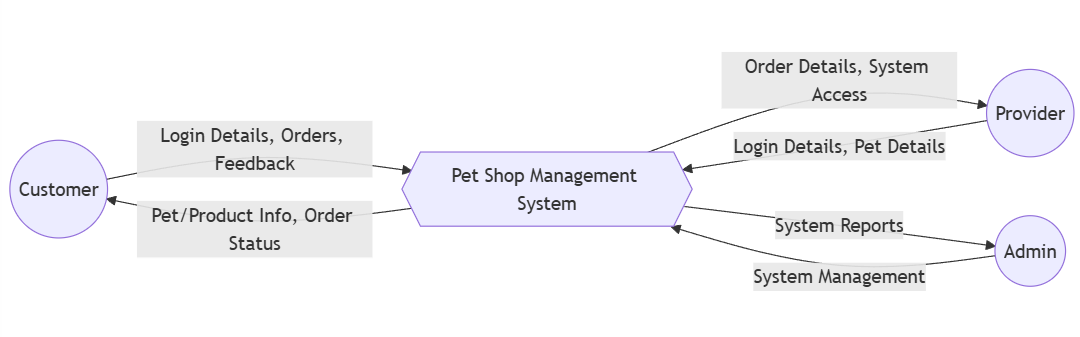 Customer
Login Details, Orders,
Feedback
Pet/Product Info, Order
Status
Pet Shop Management
System
Order Details, System
Access
Login Details, Pet Details
Provider
System Reports
System Management
Admin